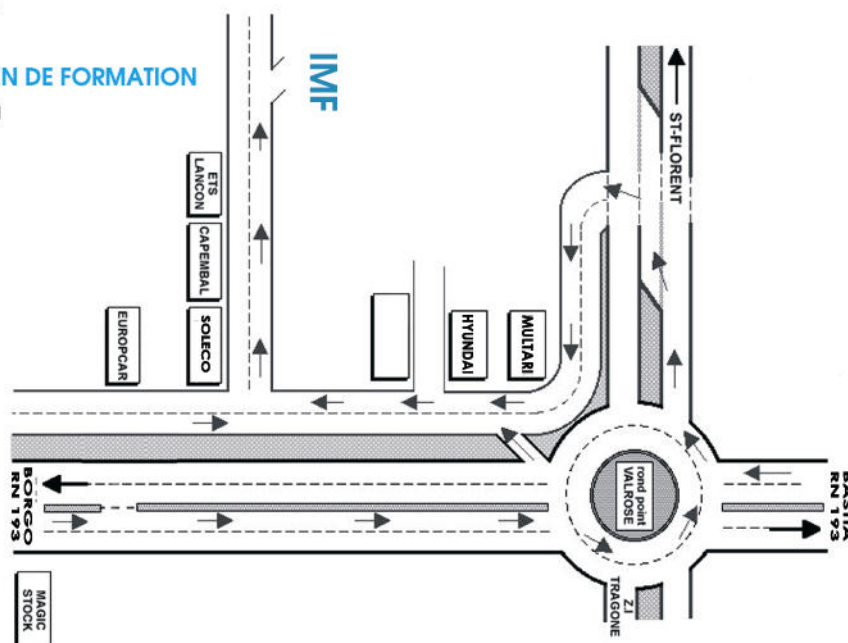 N DE FORMATION
IMF
ST-FLORENT
ETS
LANCON
CAPEMBAL
SOLECO
EUROPCAR
HYUNDAI
MULTARI
rond point
VALROSE
BORGO
RN 193
BASTIA
RN 193
Z.I
TRAGONE
MAGIC
STOCK